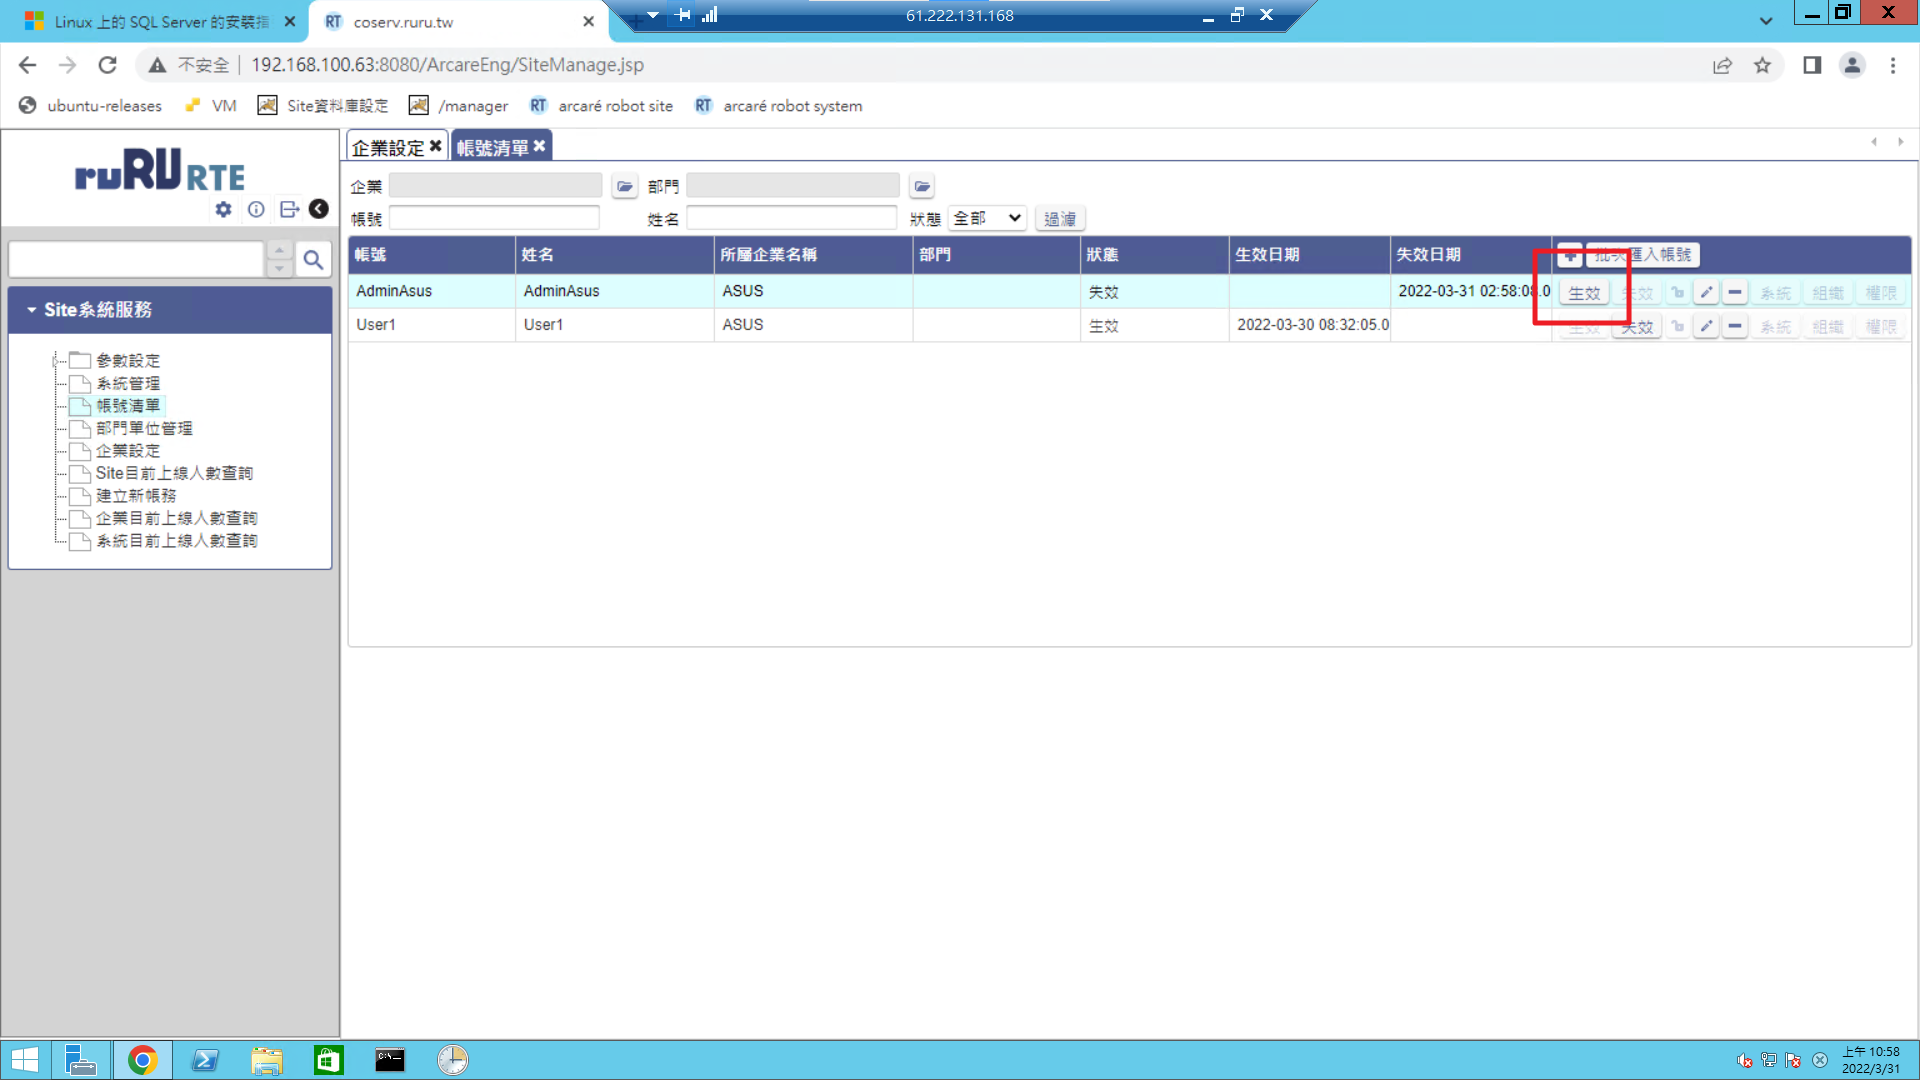 Linux 上的 SQL Server 的安裝指
coserv.ruru.tw
61.222.131.168
不安全 | 192.168.100.63:8080/ArcareEng/SiteManage.jsp
ubuntu-releases VM Site資料庫設定 /manager RT arcaré robot site RT arcaré robot system
ruRU RTE
企業設定 帳號清單
企業 部門
帳號 姓名 狀態 全部 過濾
帳號 姓名 所屬企業名稱 部門 狀態 生效日期 失效日期 批次匯入帳號
AdminAsus AdminAsus ASUS 失效 2022-03-31 02:58:08.0 生效 失效 系統 組織 權限
User1 User1 ASUS 生效 2022-03-30 08:32:05.0 生效 失效 系統 組織 權限
Site系統服務
參數設定
系統管理
帳號清單
部門單位管理
企業設定
Site目前上線人數查詢
建立新帳務
企業目前上線人數查詢
系統目前上線人數查詢
上午 10:58
2022/3/31